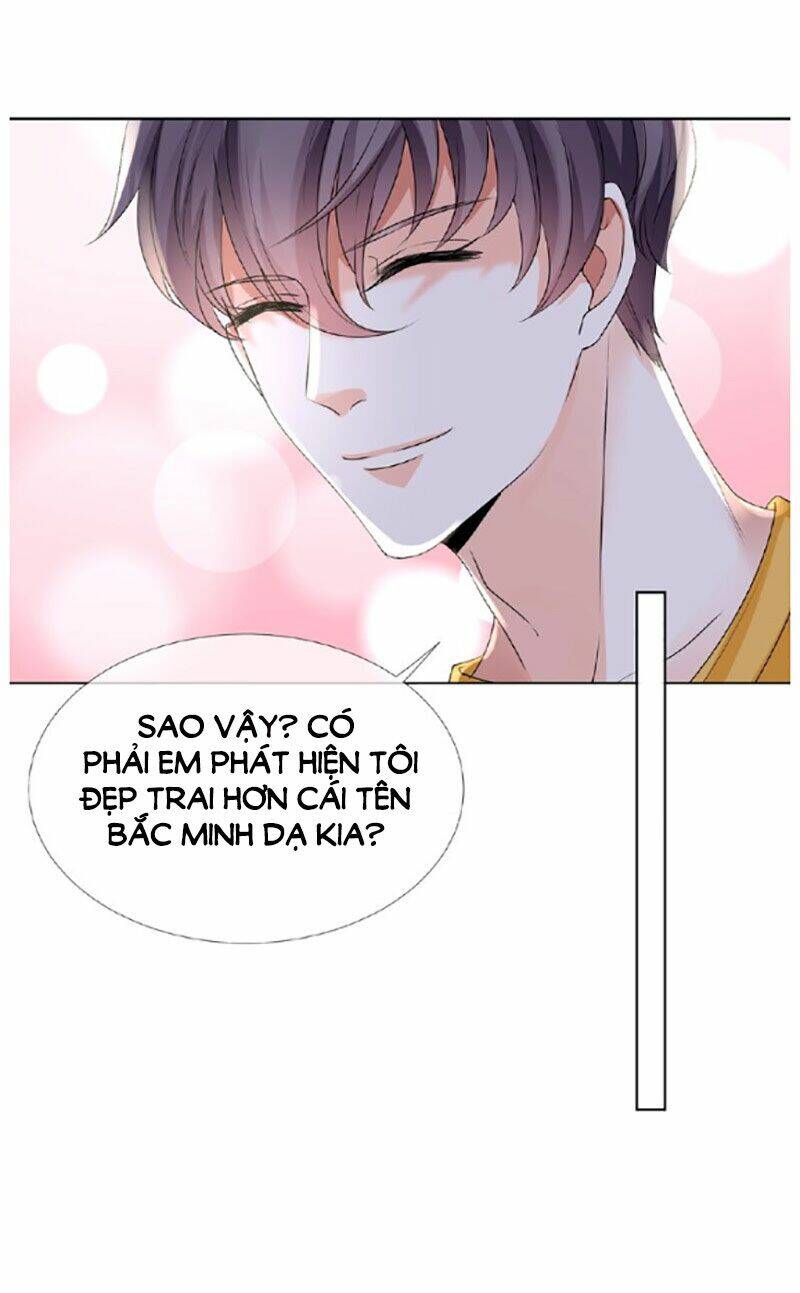 SAO VẬY? CÓ
PHẢI EM PHÁT HIỆN TÔI
ĐẸP TRAI HƠN CÁI TÊN
BẮC MINH DẠ KIA?